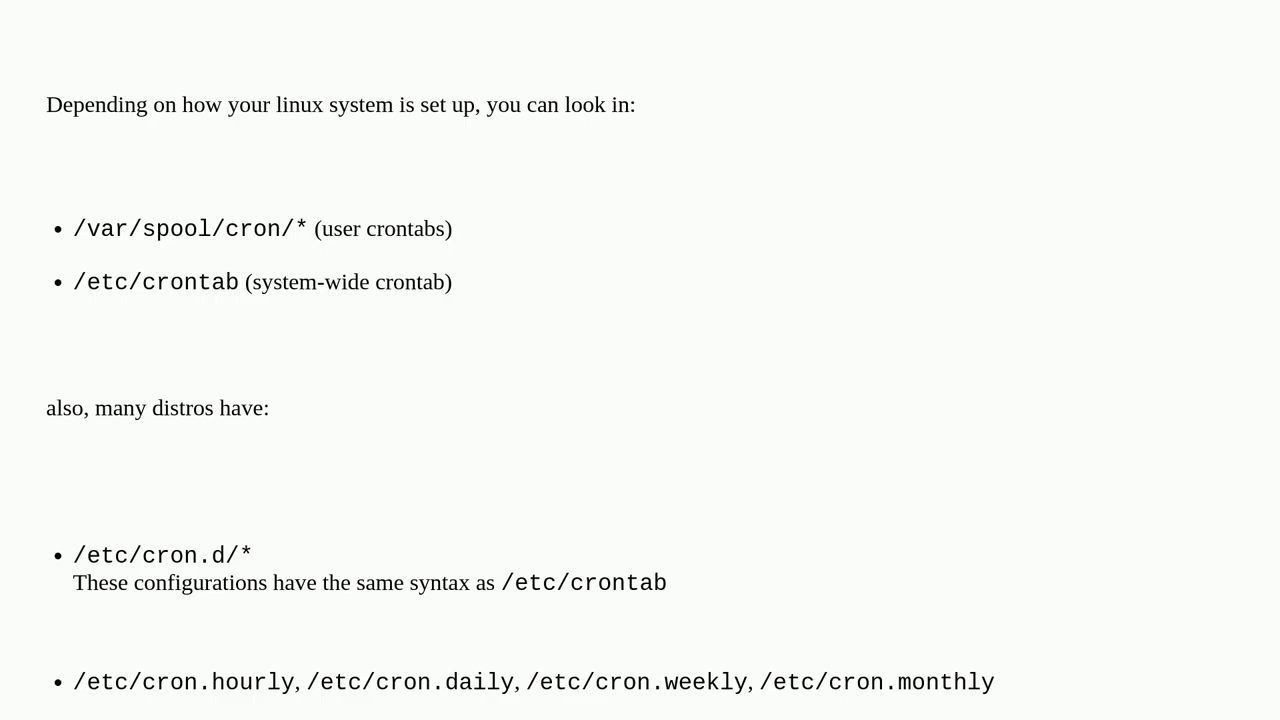 Depending on how your linux system is set up, you can look in:
• /var/spool/cron/* (user crontabs)
• /etc/crontab (system-wide crontab)
also, many distros have:
• /etc/cron.d/*
These configurations have the same syntax as /etc/crontab
• /etc/cron.hourly, /etc/cron.daily, /etc/cron.weekly, /etc/cron.monthly